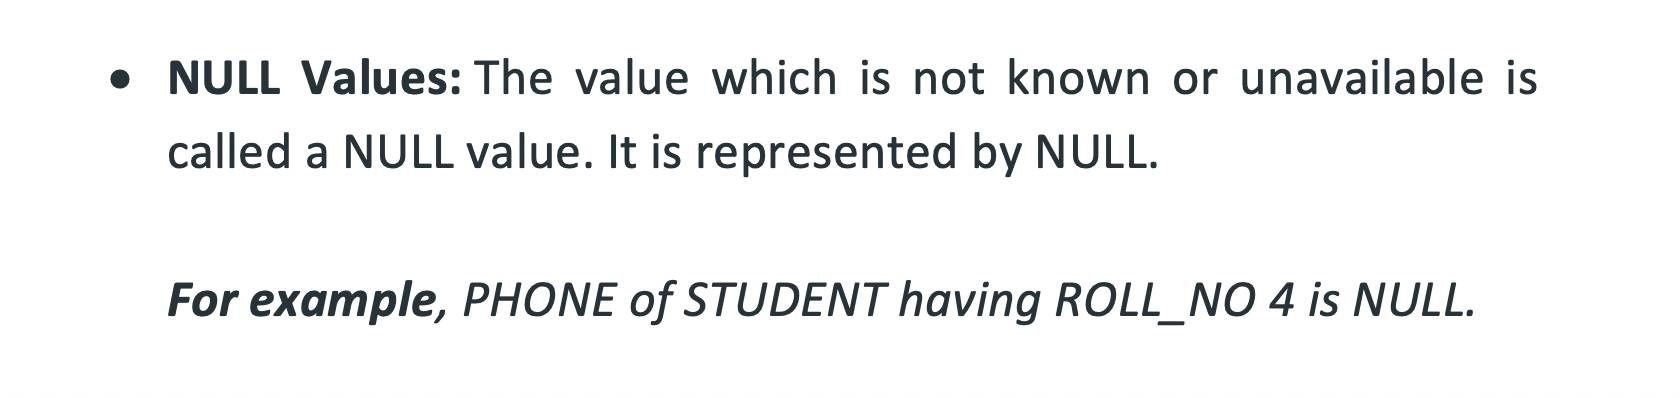 • NULL Values: The value which is not known or unavailable is
called a NULL value. It is represented by NULL.
For example, PHONE of STUDENT having ROLL_NO 4 is NULL.